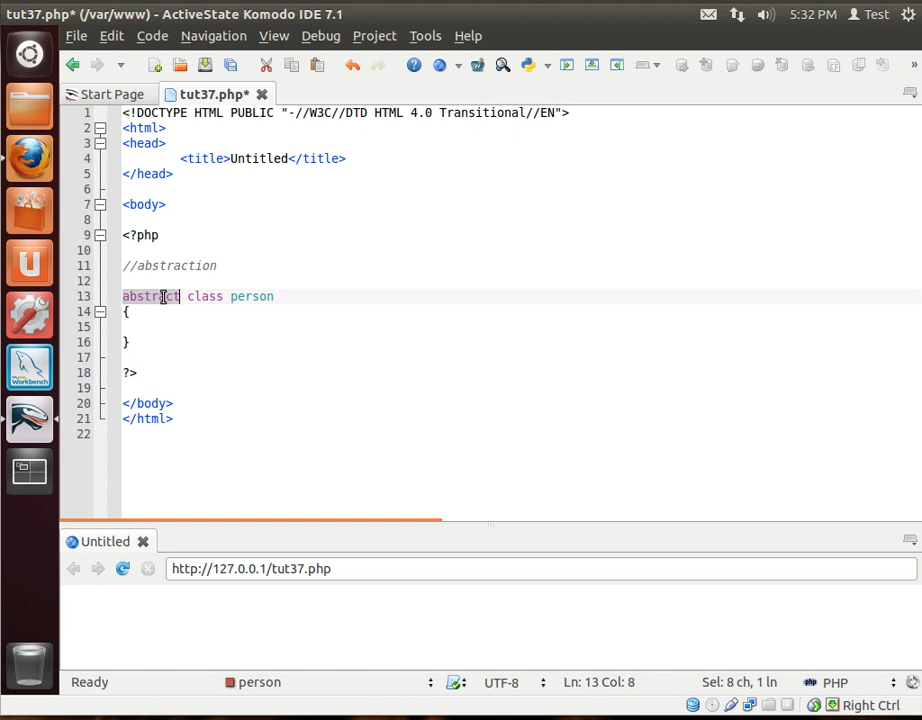 tut37.php* (/var/www) - ActiveState Komodo IDE 7.1
5:32 PM Test
File Edit Code Navigation View Debug Project Tools Help
Start Page tut37.php*
1 <!DOCTYPE HTML PUBLIC "-//W3C//DTD HTML 4.0 Transitional//EN">
2 <html>
3 <head>
4 <title>Untitled</title>
5 </head>
6
7 <body>
8
9 <?php
10
11 //abstraction
12
13 abstract class person
14 {
15
16 }
17
18 ?>
19
20 </body>
21 </html>
22
MySQL
Workbench
Untitled
http://127.0.0.1/tut37.php
Ready person UTF-8 Ln: 13 Col: 8 Sel: 8 ch, 1 ln php PHP
Right Ctrl